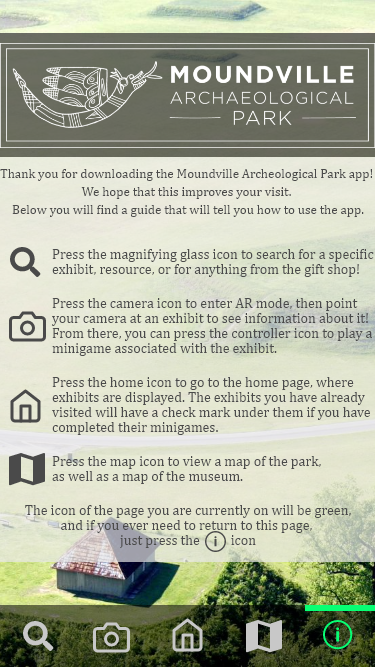 MOUNDVILLE
ARCHAEOLOGICAL
PARK
Thank you for downloading the Moundville Archeological Park app!
We hope that this improves your visit.
Below you will find a guide that will tell you how to use the app.
Press the magnifying glass icon to search for a specific
exhibit, resource, or for anything from the gift shop!
Press the camera icon to enter AR mode, then point
your camera at an exhibit to see information about it!
From there, you can press the controller icon to play a
minigame associated with the exhibit.
Press the home icon to go to the home page, where
exhibits are displayed. The exhibits you have already
visited will have a check mark under them if you have
completed their minigames.
Press the map icon to view a map of the park,
as well as a map of the museum.
The icon of the page you are currently on will be green,
and if you ever need to return to this page,
just press the i icon